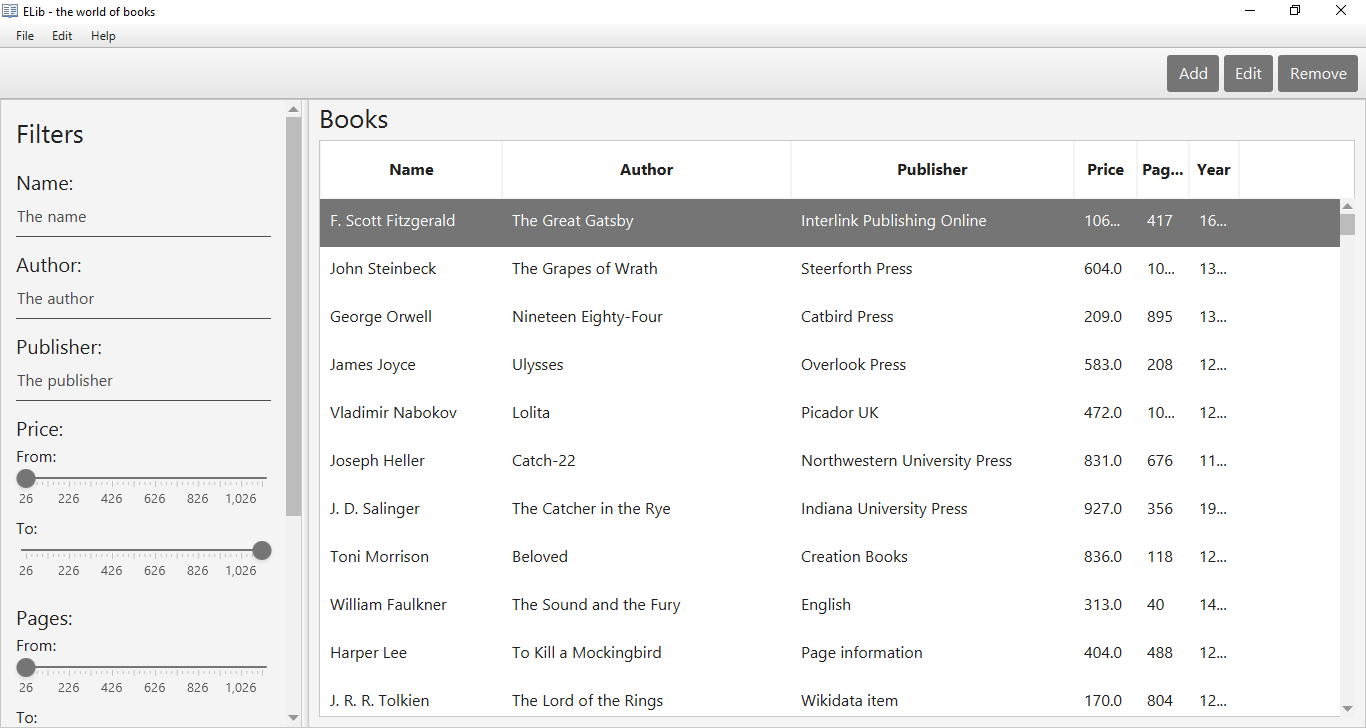 ELib - the world of books
File Edit Help
Add Edit Remove
Filters
Name:
The name
Author:
The author
Publisher:
The publisher
Price:
From:
26 226 426 626 826 1,026
To:
26 226 426 626 826 1,026
Pages:
From:
26 226 426 626 826 1,026
To:
Books
Name Author Publisher Price Pag... Year
F. Scott Fitzgerald The Great Gatsby Interlink Publishing Online 106... 417 16...
John Steinbeck The Grapes of Wrath Steerforth Press 604.0 10... 13...
George Orwell Nineteen Eighty-Four Catbird Press 209.0 895 13...
James Joyce Ulysses Overlook Press 583.0 208 12...
Vladimir Nabokov Lolita Picador UK 472.0 10... 12...
Joseph Heller Catch-22 Northwestern University Press 831.0 676 11...
J. D. Salinger The Catcher in the Rye Indiana University Press 927.0 356 19...
Toni Morrison Beloved Creation Books 836.0 118 12...
William Faulkner The Sound and the Fury English 313.0 40 14...
Harper Lee To Kill a Mockingbird Page information 404.0 488 12...
J. R. R. Tolkien The Lord of the Rings Wikidata item 170.0 804 12...